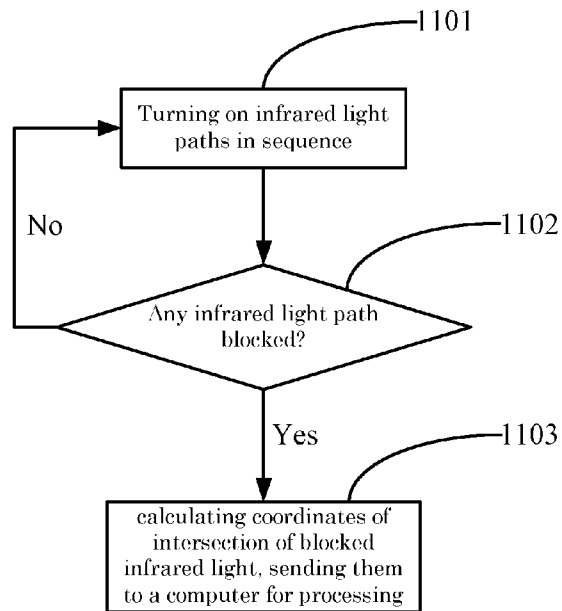 1101
Turning on infrared light
paths in sequence
No
1102
Any infrared light path
blocked?
Yes
1103
calculating coordinates of
intersection of blocked
infrared light, sending them
to a computer for processing